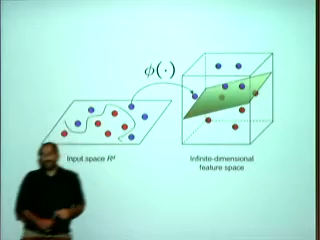 ϕ(·)
Input space R^d
Infinite-dimensional
feature space